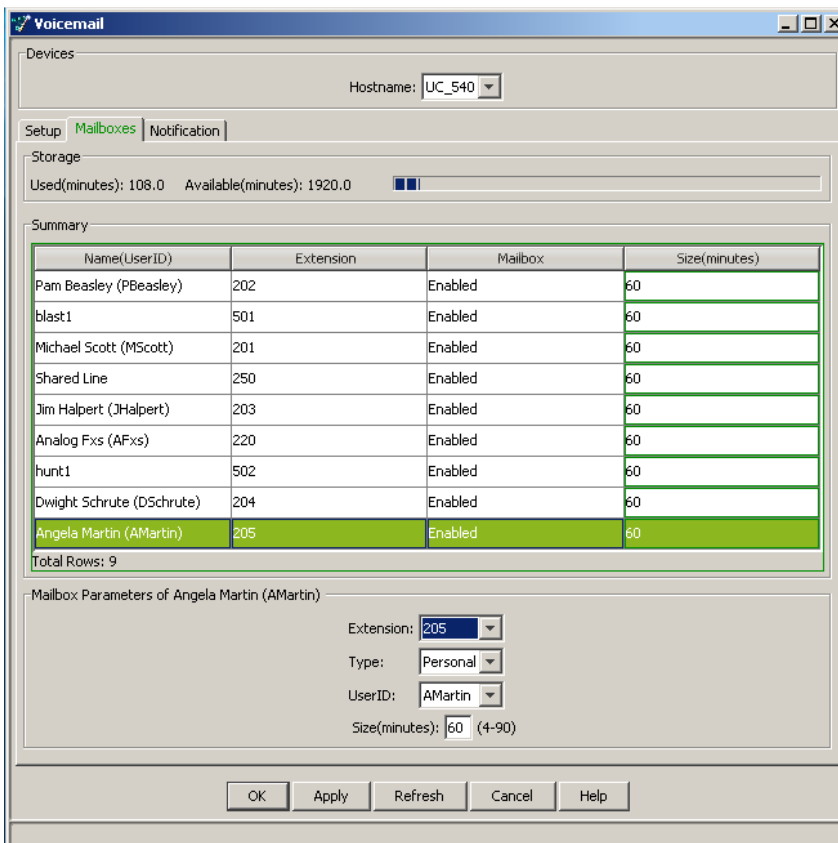 Voicemail
Devices
Hostname: UC_540
Setup Mailboxes Notification
Storage
Used(minutes): 108.0 Available(minutes): 1920.0
Summary
Name(UserID) Extension Mailbox Size(minutes)
Pam Beasley (PBeasley) 202 Enabled 60
blast1 501 Enabled 60
Michael Scott (MScott) 201 Enabled 60
Shared Line 250 Enabled 60
Jim Halpert (JHalpert) 203 Enabled 60
Analog Fxs (AFxs) 220 Enabled 60
hunt1 502 Enabled 60
Dwight Schrute (DSchrute) 204 Enabled 60
Angela Martin (AMartin) 205 Enabled 60
Total Rows: 9
Mailbox Parameters of Angela Martin (AMartin)
Extension: 205
Type: Personal
UserID: AMartin
Size(minutes): 60 (4-90)
OK Apply Refresh Cancel Help